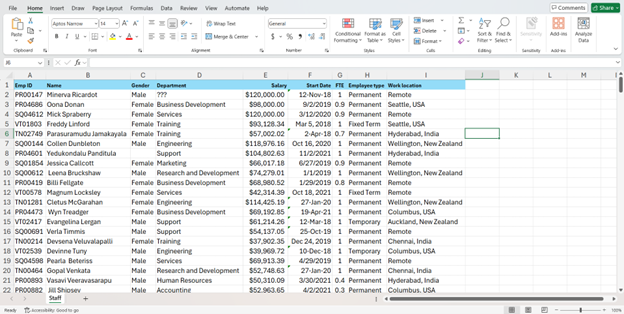 File Home Insert Draw Page Layout Formulas Data Review View Automate Help Comments Share
Paste Aptos Narrow 14 Wrap Text General Conditional Formatting Format as Table Cell Styles Insert Delete Format Sort & Filter Find & Select Sensitivity Add-ins Analyze Data
B I U Merge & Center $ %
Clipboard Font Alignment Number Styles Cells Editing Sensitivity Add-ins
J6 fx
A B C D E F G H I J K L M
1 Emp ID Name Gender Department Salary Start Date FTE Employee type Work location
2 PR00147 Minerva Ricardot Male ??? $120,000.00 12-Nov-18 1 Permanent Remote
3 PR04686 Oona Donan Female Business Development $98,000.00 9/2/2019 0.9 Permanent Seattle, USA
4 SQ04612 Mick Spraberry Female Services $120,000.00 3/12/2020 0.9 Permanent Remote
5 VT01803 Freddy Linford Female Training $93,128.34 Mar 5, 2018 1 Fixed Term Seattle, USA
6 TN02749 Parasuramudu Jamakayala Female Training $57,002.02 2-Apr-18 0.7 Permanent Hyderabad, India
7 SQ00144 Collen Dunbleton Male Engineering $118,976.16 Oct 16, 2020 1 Permanent Wellington, New Zealand
8 PR04601 Yedukondalu Panditula Support $104,802.63 11/2/2021 1 Permanent Hyderabad, India
9 SQ01854 Jessica Callcott Female Marketing $66,017.18 6/27/2019 0.9 Permanent Remote
10 SQ00612 Leena Bruckshaw Male Research and Development $74,279.01 1/1/2019 1 Permanent Wellington, New Zealand
11 PR00419 Billi Fellgate Female Business Development $68,980.52 1/29/2019 0.8 Permanent Remote
12 VT00578 Magnum Locksley Female Services $42,314.39 Oct 18, 2021 1 Fixed Term Remote
13 TN01281 Cletus McGarahan Engineering $114,425.19 27-Jan-20 1 Permanent Wellington, New Zealand
14 PR04473 Wyn Treadger Female Business Development $69,192.85 19-Apr-21 1 Permanent Columbus, USA
15 VT02417 Evangelina Lergan Male Support $61,214.26 12-Mar-18 1 Temporary Auckland, New Zealand
16 SQ00691 Verla Timmis Male Support $54,137.05 25-Oct-19 1 Permanent Remote
17 TN00214 Devsena Veluvalapalli Female Training $37,902.35 Dec 24, 2019 1 Permanent Chennai, India
18 VT02539 Devinne Tuny Male Engineering $39,969.72 10-Dec-18 1 Temporary Columbus, USA
19 SQ04598 Pearla Beteriss Male Services $69,913.39 4/29/2019 1 Permanent Remote
20 TN00464 Gopal Venkata Male Research and Development $52,748.63 27-Jan-20 1 Permanent Chennai, India
21 PR00893 Vasavi Veeravasarapu Male Human Resources $50,310.09 3/30/2021 0.4 Permanent Hyderabad, India
22 PR00882 Jill Shipsey Male Accounting $52,963.65 4/2/2021 0.3 Permanent Hyderabad, India
Staff
Ready Accessibility: Good to go 100%